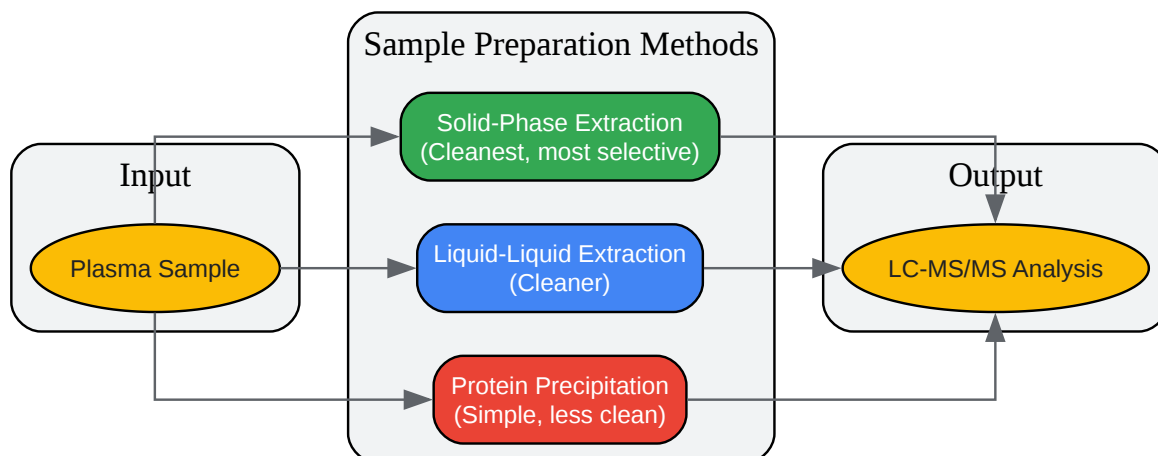 Sample Preparation Methods
Solid-Phase Extraction
(Cleanest, most selective)
Input
Output
Plasma Sample
Liquid-Liquid Extraction
(Cleaner)
LC-MS/MS Analysis
Protein Precipitation
(Simple, less clean)